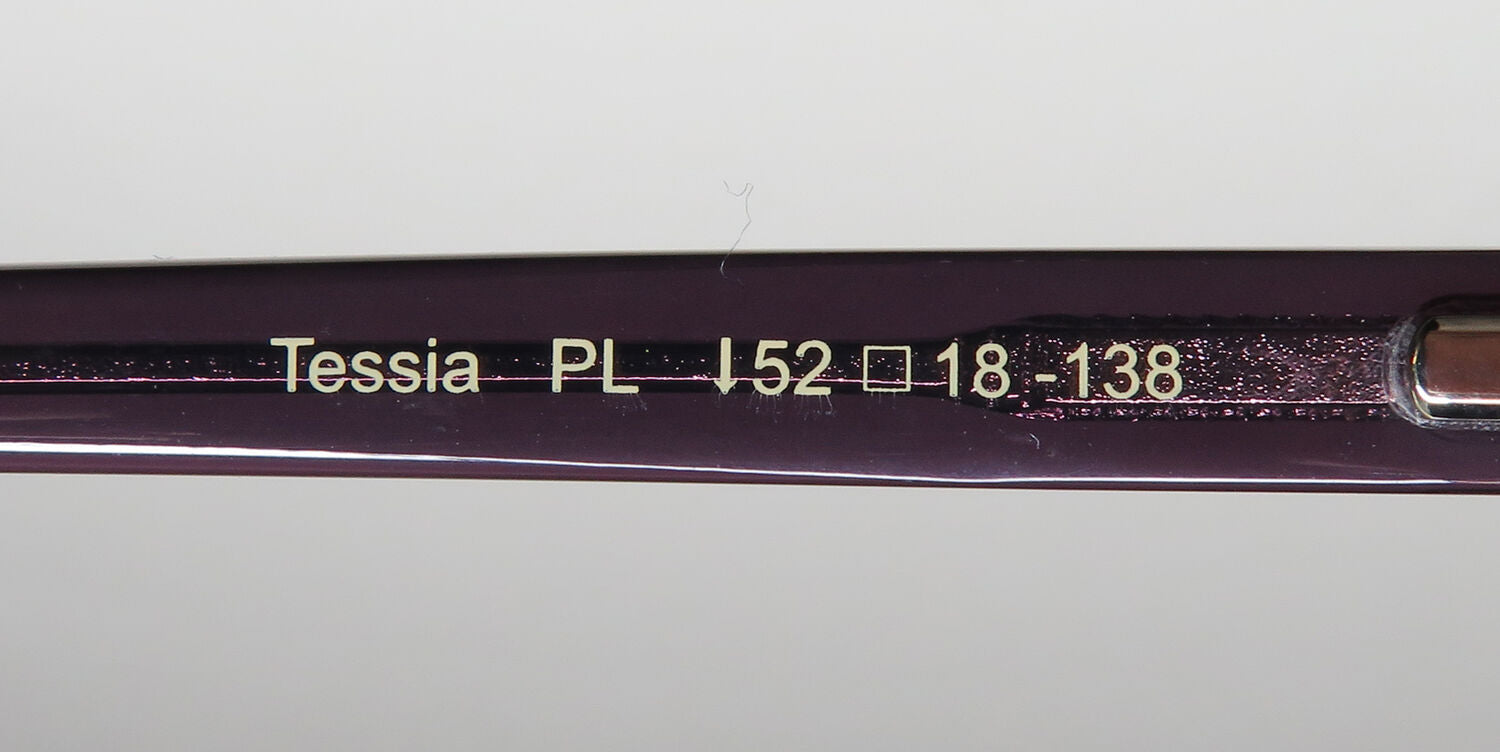 Tessia PL ↓52 □ 18 -138